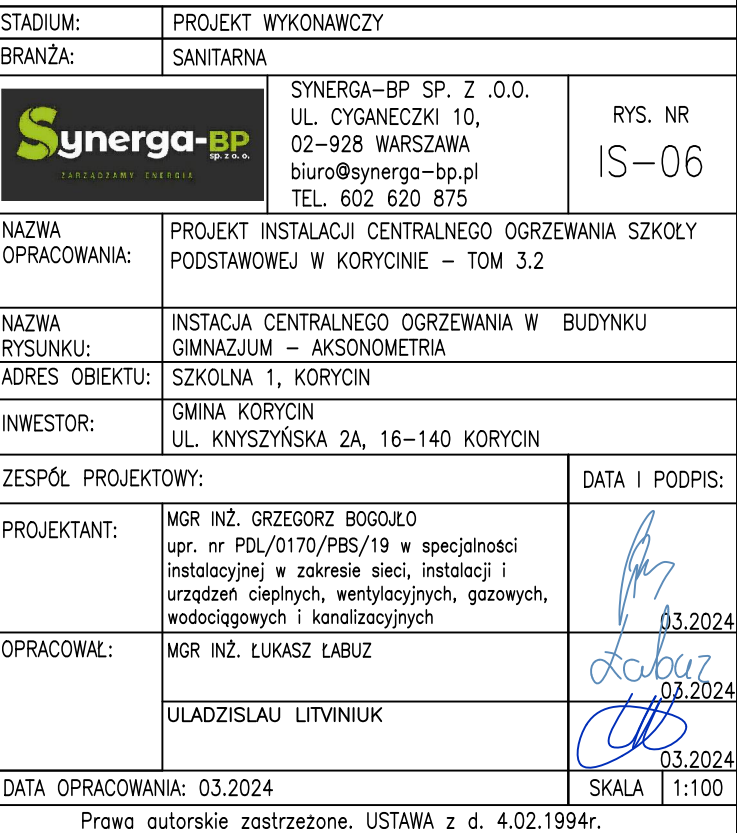 STADIUM: PROJEKT WYKONAWCZY
BRANŻA: SANITARNA
Synerga-BP
sp. z o. o.
ZARZĄDZAMY ENERGIĄ
SYNERGA-BP SP. Z .O.O.
UL. CYGANECZKI 10,
02-928 WARSZAWA
biuro@synerga-bp.pl
TEL. 602 620 875
RYS. NR
IS-06
NAZWA
OPRACOWANIA:
PROJEKT INSTALACJI CENTRALNEGO OGRZEWANIA SZKOŁY
PODSTAWOWEJ W KORYCINIE - TOM 3.2
NAZWA
RYSUNKU:
INSTACJA CENTRALNEGO OGRZEWANIA W BUDYNKU
GIMNAZJUM - AKSONOMETRIA
ADRES OBIEKTU: SZKOLNA 1, KORYCIN
INWESTOR:
GMINA KORYCIN
UL. KNYSZYŃSKA 2A, 16-140 KORYCIN
ZESPÓŁ PROJEKTOWY: DATA I PODPIS:
PROJEKTANT:
MGR INŻ. GRZEGORZ BOGOJŁO
upr. nr PDL/0170/PBS/19 w specjalności
instalacyjnej w zakresie sieci, instalacji i
urządzeń cieplnych, wentylacyjnych, gazowych,
wodociągowych i kanalizacyjnych
03.2024
OPRACOWAŁ: MGR INŻ. ŁUKASZ ŁABUZ
Łabuz
03.2024
ULADZISLAU LITVINIUK
03.2024
DATA OPRACOWANIA: 03.2024 SKALA 1:100
Prawa autorskie zastrzeżone. USTAWA z d. 4.02.1994r.